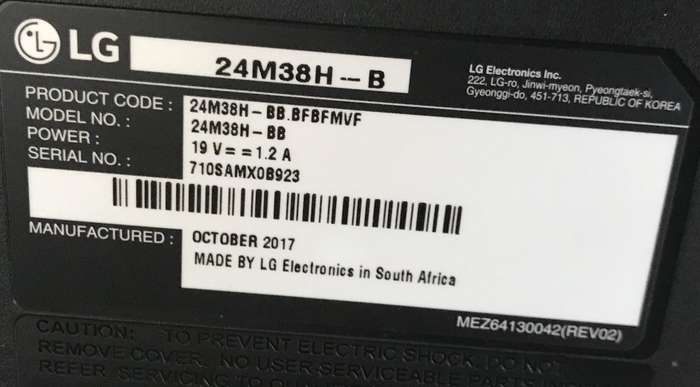 LG
24M38H--B
LG Electronics Inc.
222, LG-ro, Jinwi-myeon, Pyeongtaek-si,
Gyeonggi-do, 451-713, REPUBLIC OF KOREA
PRODUCT CODE : 24M38H-BB.BFBFMVF
MODEL NO. : 24M38H-BB
POWER : 19 V== 1.2 A
SERIAL NO. : 710SAMX0B923
MANUFACTURED : OCTOBER 2017
MADE BY LG Electronics in South Africa
MEZ64130042(REV02)
CAUTION: TO PREVENT ELECTRIC SHOCK, DO NOT
REMOVE COVER. NO USER-SERVICEABLE PARTS
REFER SERVICING TO